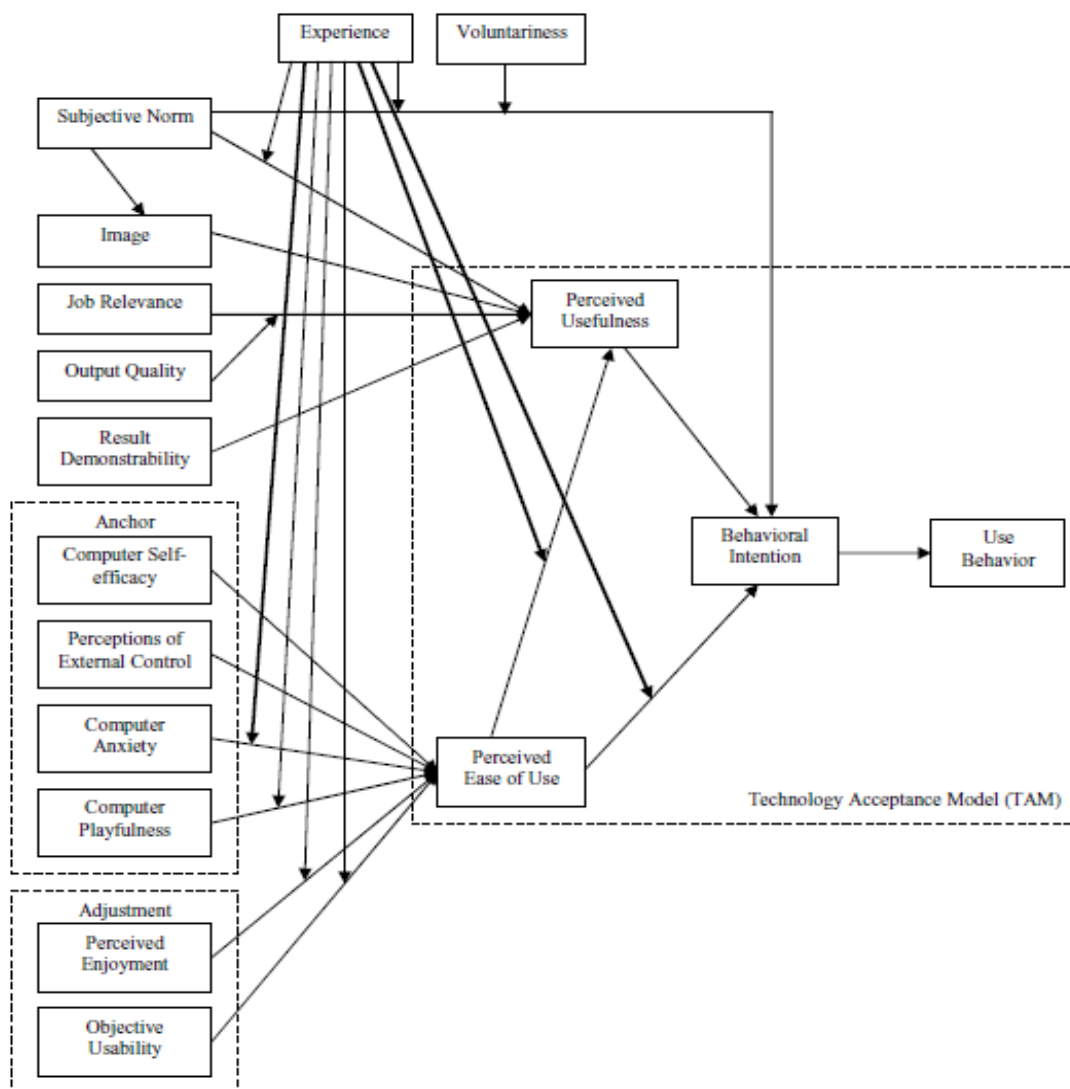 Experience
Voluntariness
Subjective Norm
Image
Job Relevance
Perceived
Usefulness
Output Quality
Result
Demonstrability
Anchor
Computer Self-
efficacy
Behavioral
Intention
Use
Behavior
Perceptions of
External Control
Computer
Anxiety
Perceived
Ease of Use
Computer
Playfulness
Technology Acceptance Model (TAM)
Adjustment
Perceived
Enjoyment
Objective
Usability